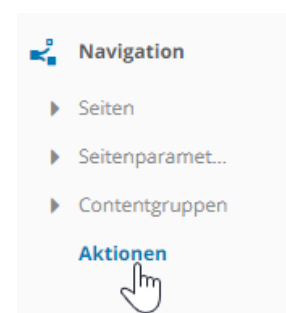 Navigation
Seiten
Seitenparamet...
Contentgruppen
Aktionen